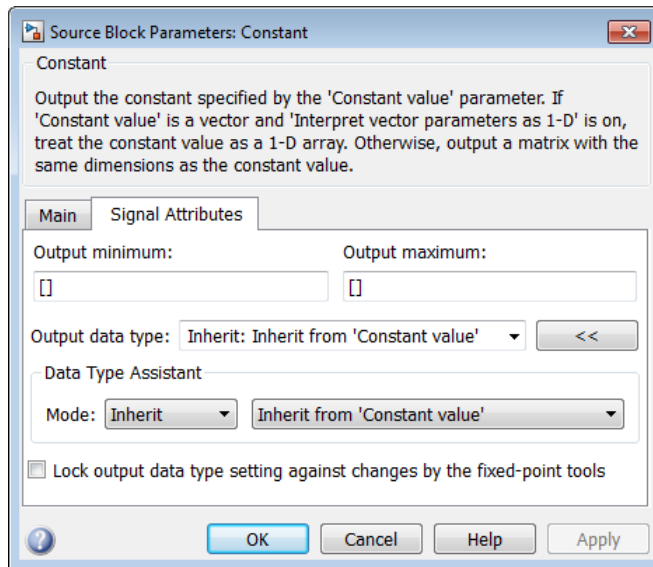 Source Block Parameters: Constant
Constant
Output the constant specified by the 'Constant value' parameter. If
'Constant value' is a vector and 'Interpret vector parameters as 1-D' is on,
treat the constant value as a 1-D array. Otherwise, output a matrix with the
same dimensions as the constant value.
Main Signal Attributes
Output minimum: Output maximum:
[] []
Output data type: Inherit: Inherit from 'Constant value' <<
Data Type Assistant
Mode: Inherit Inherit from 'Constant value'
Lock output data type setting against changes by the fixed-point tools
? OK Cancel Help Apply